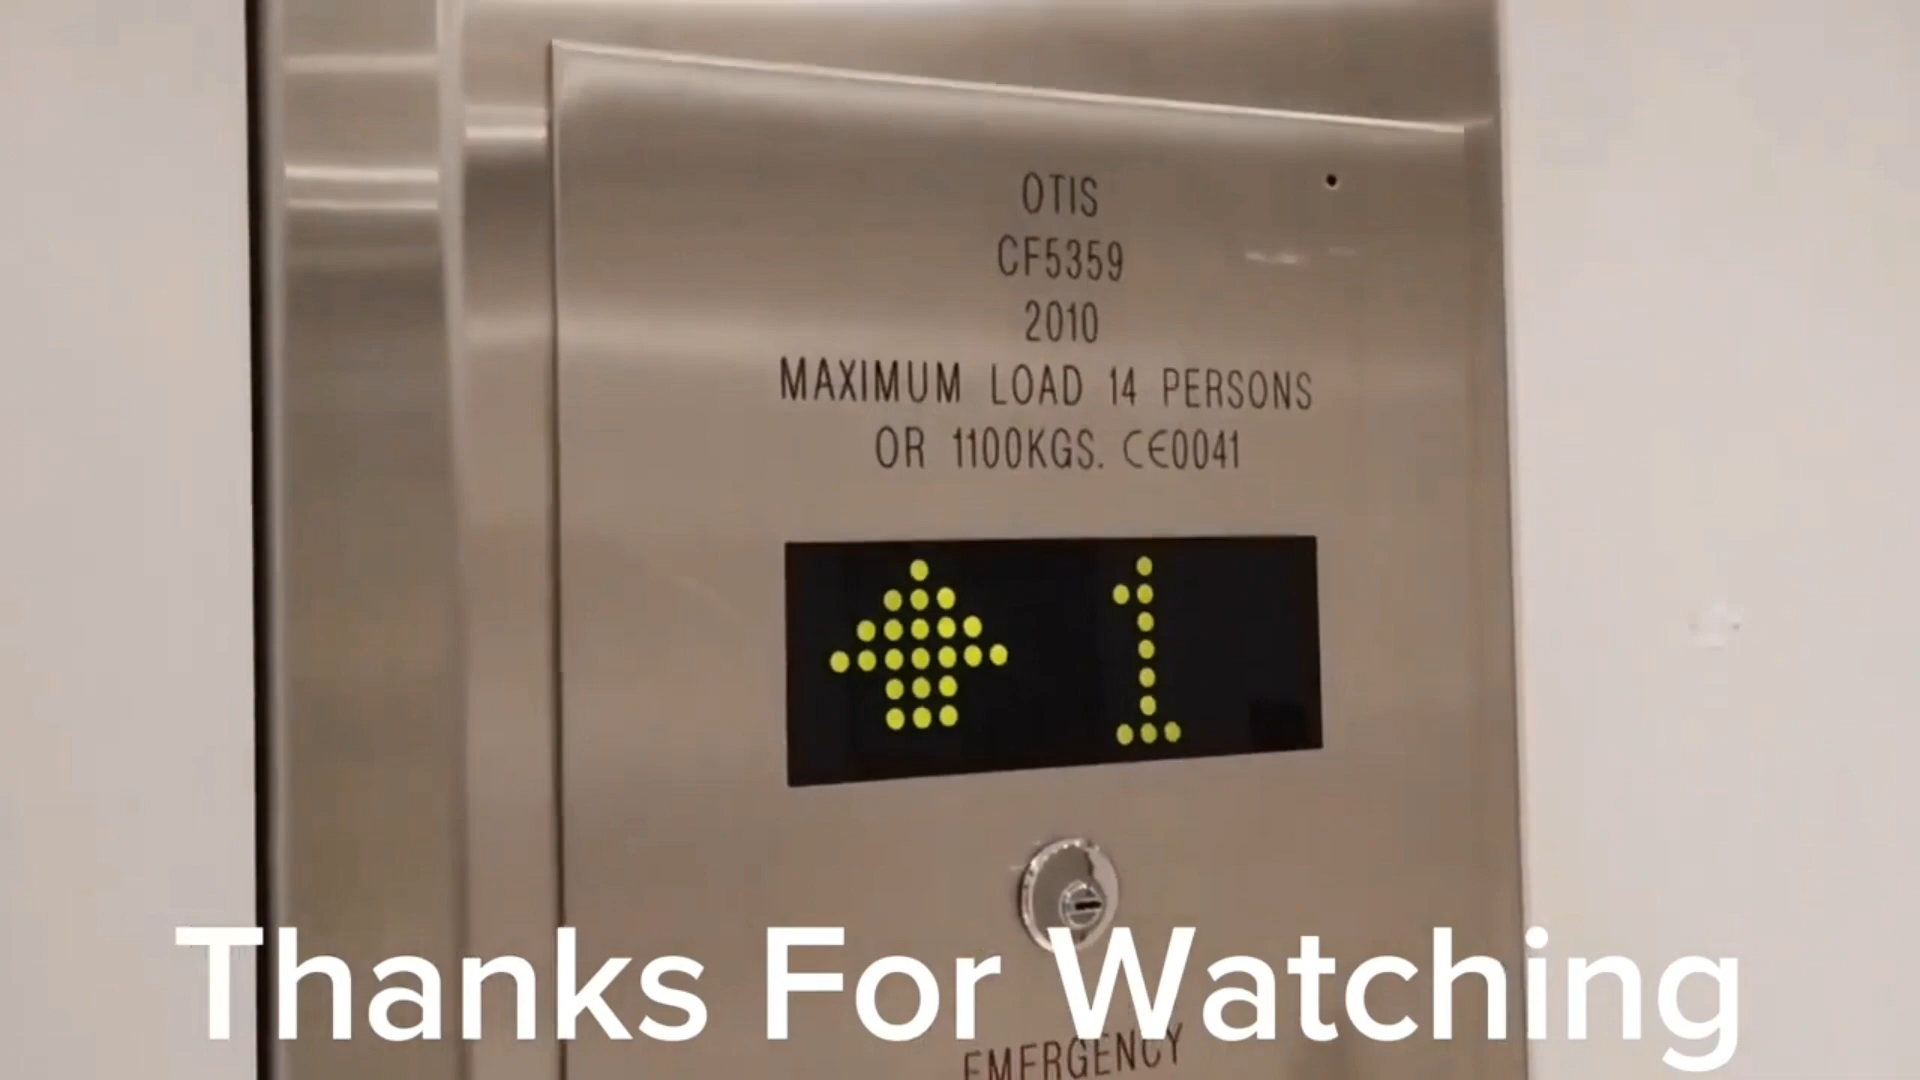 OTIS
CF5359
2010
MAXIMUM LOAD 14 PERSONS
OR 1100KGS. CE0041
1
Thanks For Watching
EMERGENCY